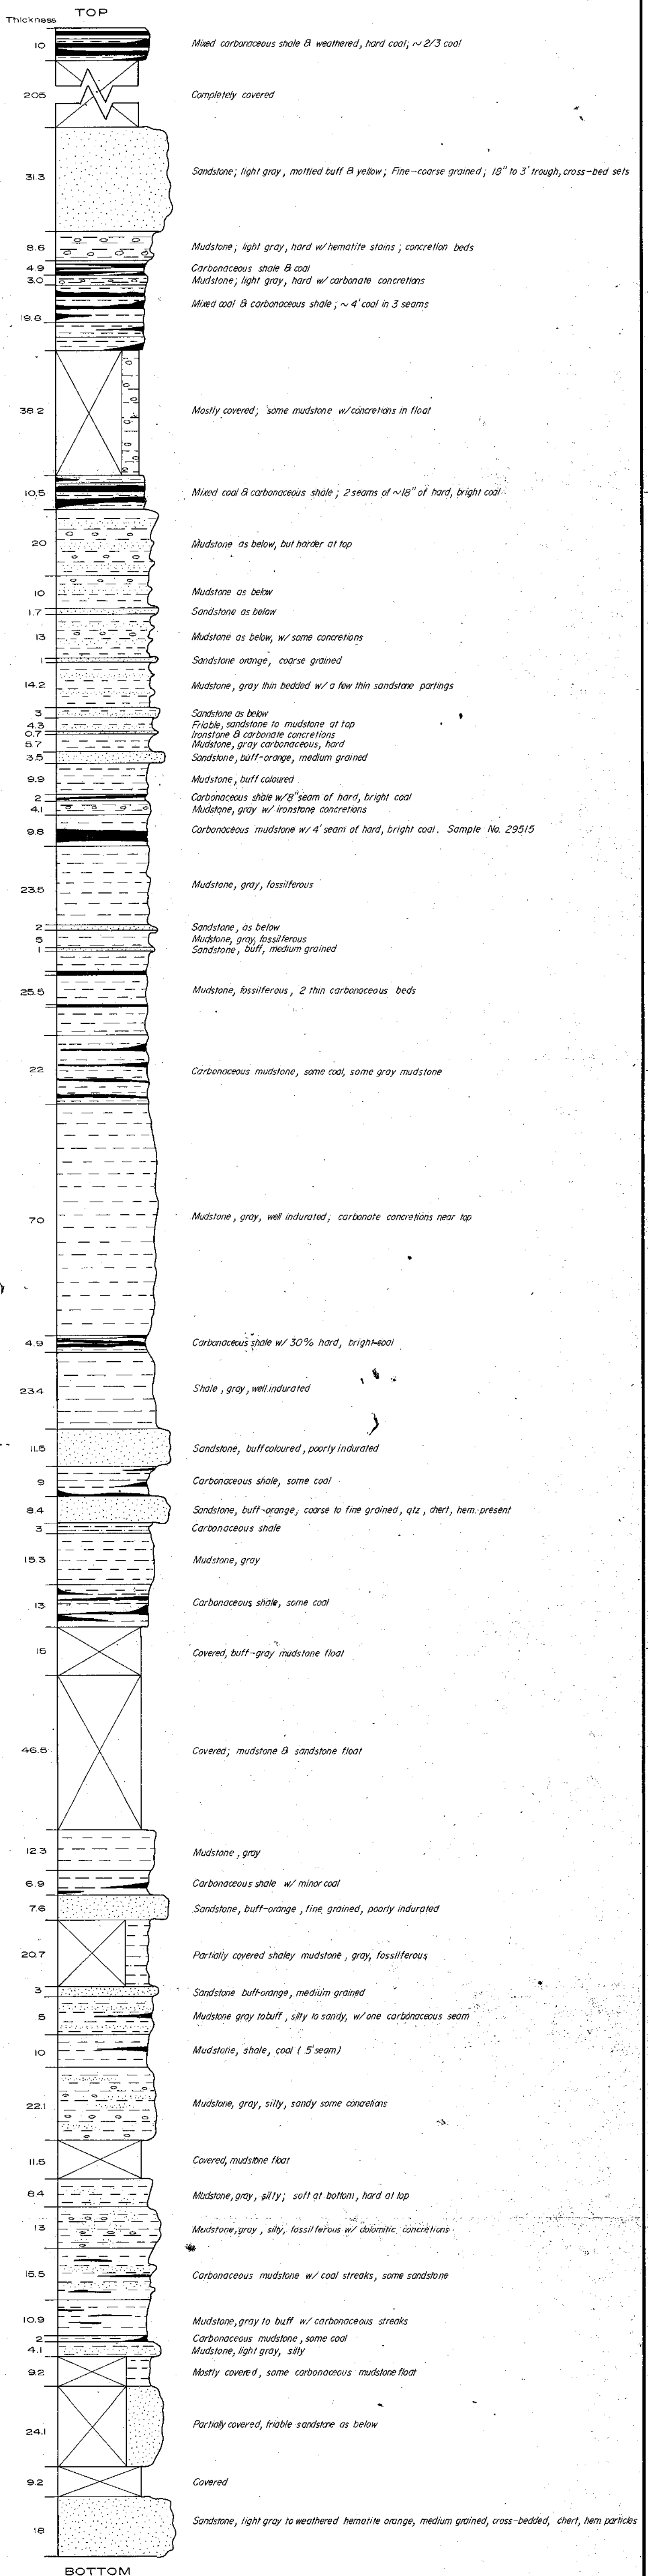 TOP
Thickness
10 Mixed carbonaceous shale & weathered, hard coal; ~ 2/3 coal
205 Completely covered
31.3 Sandstone; light gray, mottled buff & yellow; Fine-coarse grained; 18" to 3' trough, cross-bed sets
8.6 Mudstone; light gray, hard w/hematite stains; concretion beds
4.9 Carbonaceous shale & coal
3.0 Mudstone; light gray, hard w/carbonate concretions
19.8 Mixed coal & carbonaceous shale; ~ 4' coal in 3 seams
38.2 Mostly covered; some mudstone w/concretions in float
10.5 Mixed coal & carbonaceous shale; 2 seams of ~18" of hard, bright coal
20 Mudstone as below, but harder at top
10 Mudstone as below
1.7 Sandstone as below
13 Mudstone as below, w/some concretions
1 Sandstone orange, coarse grained
14.2 Mudstone, gray thin bedded w/a few thin sandstone partings
3 Sandstone as below
4.3 Friable, sandstone to mudstone at top
0.7 Ironstone & carbonate concretions
5.7 Mudstone, gray carbonaceous, hard
3.5 Sandstone, buff-orange, medium grained
9.9 Mudstone, buff coloured
2 Carbonaceous shale w/8" seam of hard, bright coal
4.1 Mudstone, gray w/ ironstone concretions
9.8 Carbonaceous mudstone w/4' seam of hard, bright coal. Sample No. 29515
23.5 Mudstone, gray, fossilferous
2 Sandstone, as below
5 Mudstone, gray, fossilferous
1 Sandstone, buff, medium grained
25.5 Mudstone, fossilferous, 2 thin carbonaceous beds
22 Carbonaceous mudstone, some coal, some gray mudstone
70 Mudstone, gray, well indurated; carbonate concretions near top
4.9 Carbonaceous shale w/ 30% hard, bright coal
23.4 Shale, gray, well indurated
11.5 Sandstone, buff coloured, poorly indurated
9 Carbonaceous shale, some coal
8.4 Sandstone, buff-orange, coarse to fine grained, qtz, chert, hem. present
3 Carbonaceous shale
15.3 Mudstone, gray
13 Carbonaceous shale, some coal
15 Covered, buff-gray mudstone float
46.5 Covered; mudstone & sandstone float
12.3 Mudstone, gray
6.9 Carbonaceous shale w/ minor coal
7.6 Sandstone, buff-orange, fine grained, poorly indurated
20.7 Partially covered shaley mudstone, gray, fossilferous
3 Sandstone buff-orange, medium grained
5 Mudstone gray to buff, silty to sandy, w/one carbonaceous seam
10 Mudstone, shale, coal ( 5' seam)
22.1 Mudstone, gray, silty, sandy some concretions
11.5 Covered, mudstone float
8.4 Mudstone, gray, silty; soft at bottom, hard at top
13 Mudstone, gray, silty, fossilferous w/ dolomitic concretions
15.5 Carbonaceous mudstone w/ coal streaks, some sandstone
10.9 Mudstone, gray to buff w/ carbonaceous streaks
2 Carbonaceous mudstone, some coal
4.1 Mudstone, light gray, silty
9.2 Mostly covered, some carbonaceous mudstone float
24.1 Partially covered, friable sandstone as below
9.2 Covered
18 Sandstone, light gray to weathered hematite orange, medium grained, cross-bedded, chert, hem. particles
BOTTOM